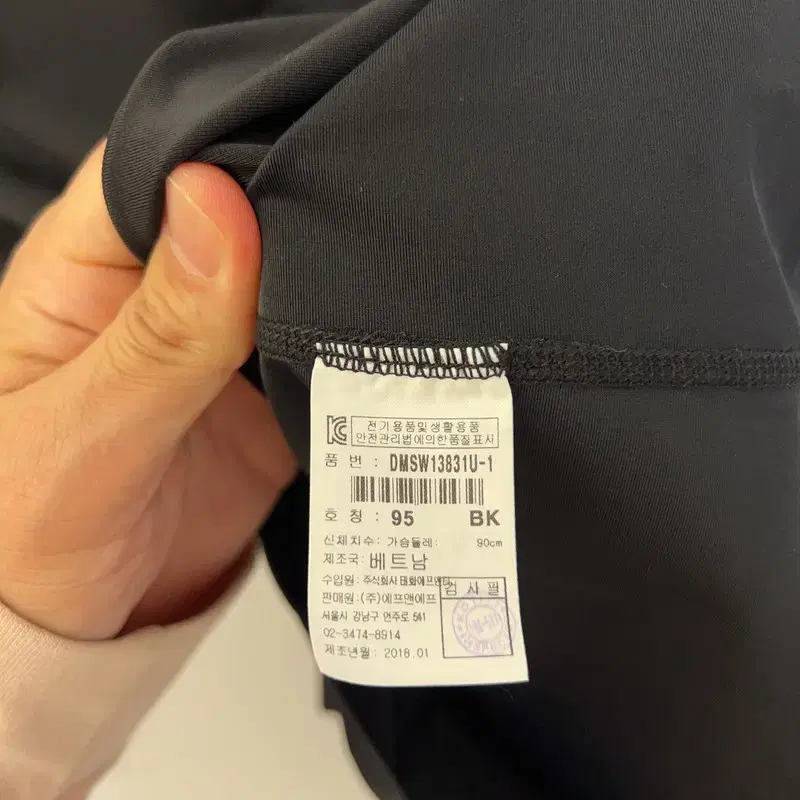 전기용품및생활용품
안전관리법에의한품질표시
품 번 : DMSW13831U-1
호 칭 : 95 BK
신체치수: 가슴둘레: 90cm
제조국: 베트남
수입원: 주식회사 태화에프앤티
판매원: (주)에프앤에프
검 사 필
서울시 강남구 언주로 541
02-3474-8914
제조년월: 2018.01